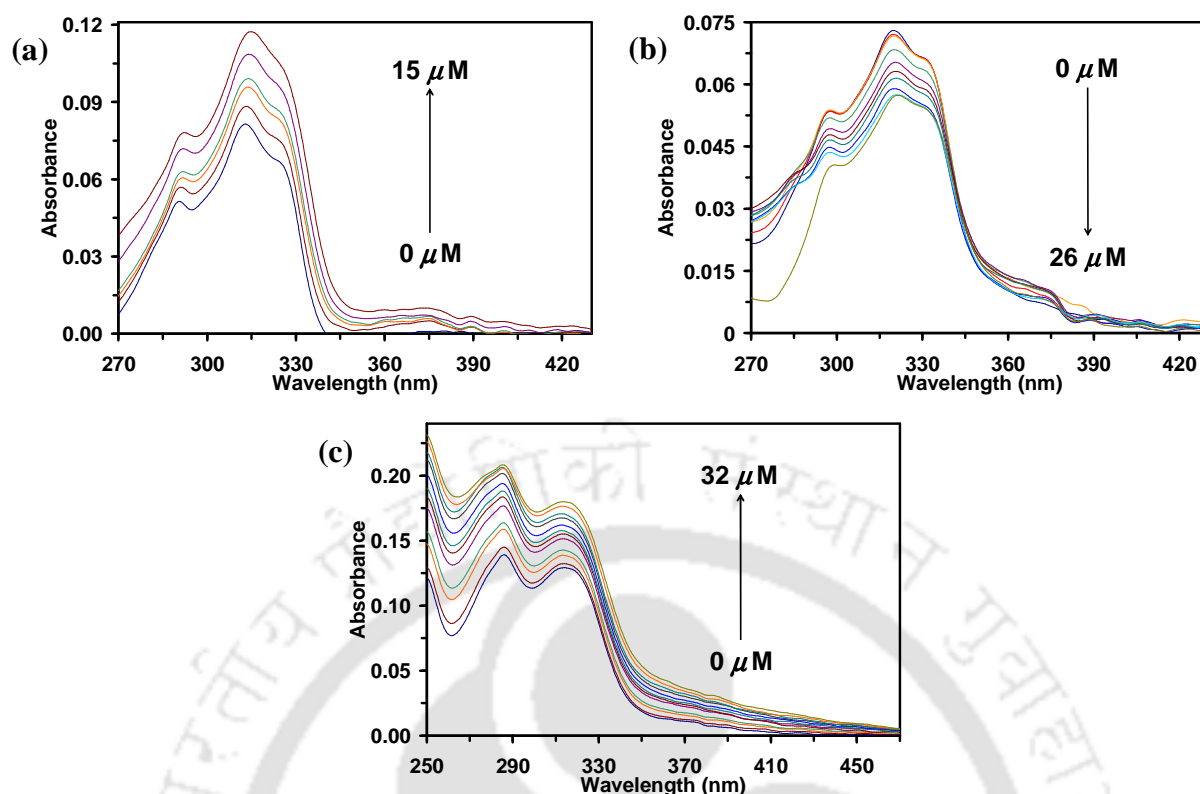 (a)
0.12
0.09
0.06
0.03
0.00
Absorbance
15 μM
0 μM
270 300 330 360 390 420
Wavelength (nm)
(b)
0.075
0.06
0.045
0.03
0.015
0
Absorbance
0 μM
26 μM
270 300 330 360 390 420
Wavelength (nm)
(c)
0.20
0.15
0.10
0.05
0.00
Absorbance
32 μM
0 μM
250 290 330 370 410 450
Wavelength (nm)